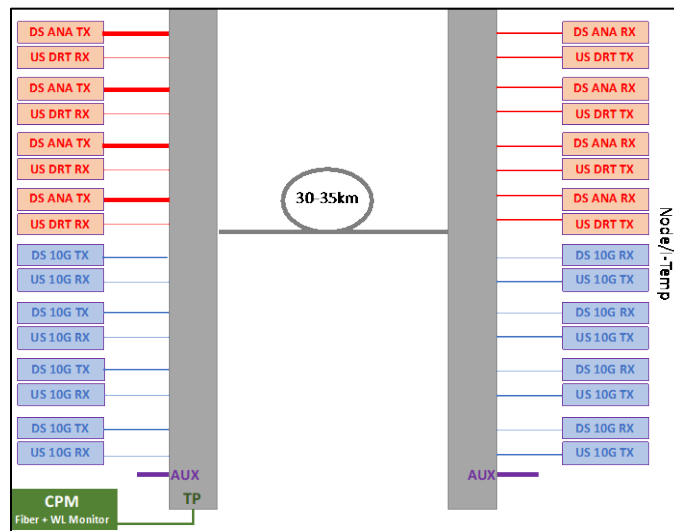 DS ANA TX
US DRT RX
DS ANA TX
US DRT RX
DS ANA TX
US DRT RX
DS ANA TX
US DRT RX
DS 10G TX
US 10G RX
DS 10G TX
US 10G RX
DS 10G TX
US 10G RX
DS 10G TX
US 10G RX
AUX
TP
CPM
Fiber + WL Monitor
30-35km
DS ANA RX
US DRT TX
DS ANA RX
US DRT TX
DS ANA RX
US DRT TX
DS ANA RX
US DRT TX
DS 10G RX
US 10G TX
DS 10G RX
US 10G TX
DS 10G RX
US 10G TX
DS 10G RX
US 10G TX
AUX
Node/I-Temp